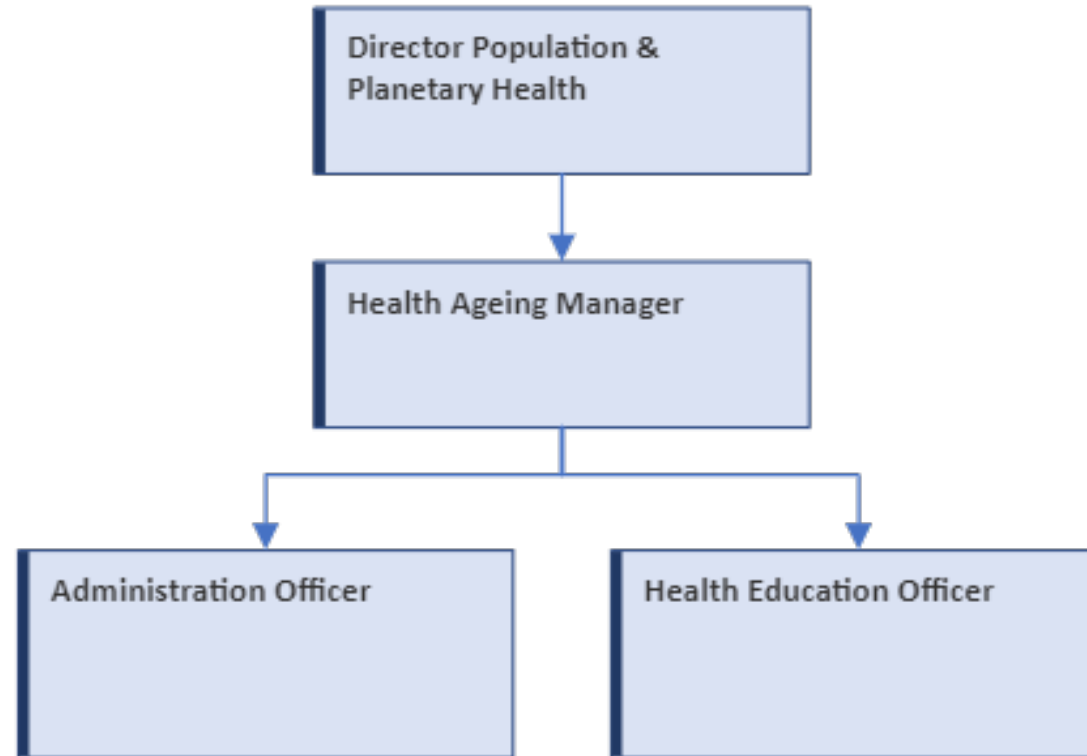 Director Population &
Planetary Health
Health Ageing Manager
Administration Officer
Health Education Officer